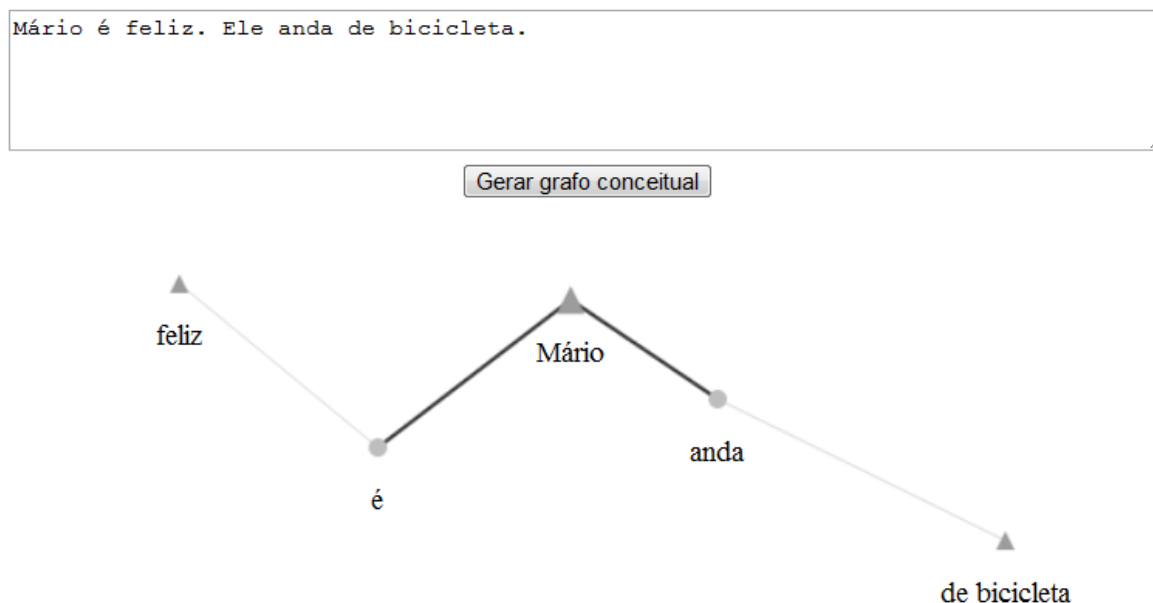 Mário é feliz. Ele anda de bicicleta.
Gerar grafo conceitual
feliz
Mário
anda
é
de bicicleta